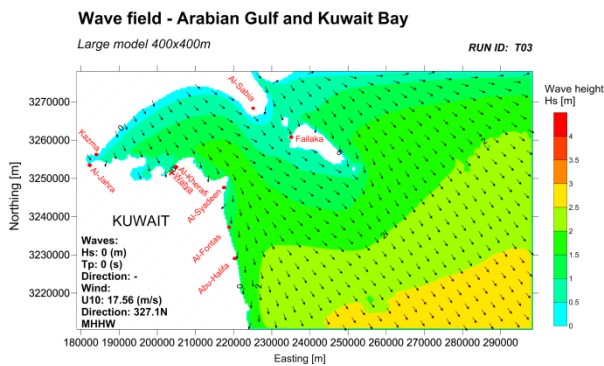 Wave field - Arabian Gulf and Kuwait Bay
Large model 400x400m
RUN ID: T03
Wave height
Hs [m]
4
3.5
3
2.5
2
1.5
1
0.5
0
Northing [m]
3270000
3260000
3250000
3240000
3230000
3220000
Al-Sabia
Failaka
Kazma
Al-Jahra
Al-Kherafi
Al-Syadeen
Al-Fontas
Abu-Halifa
KUWAIT
Waves:
Hs: 0 (m)
Tp: 0 (s)
Direction: -
Wind:
U10: 17.56 (m/s)
Direction: 327.1N
MHHW
180000 190000 200000 210000 220000 230000 240000 250000 260000 270000 280000 290000
Easting [m]